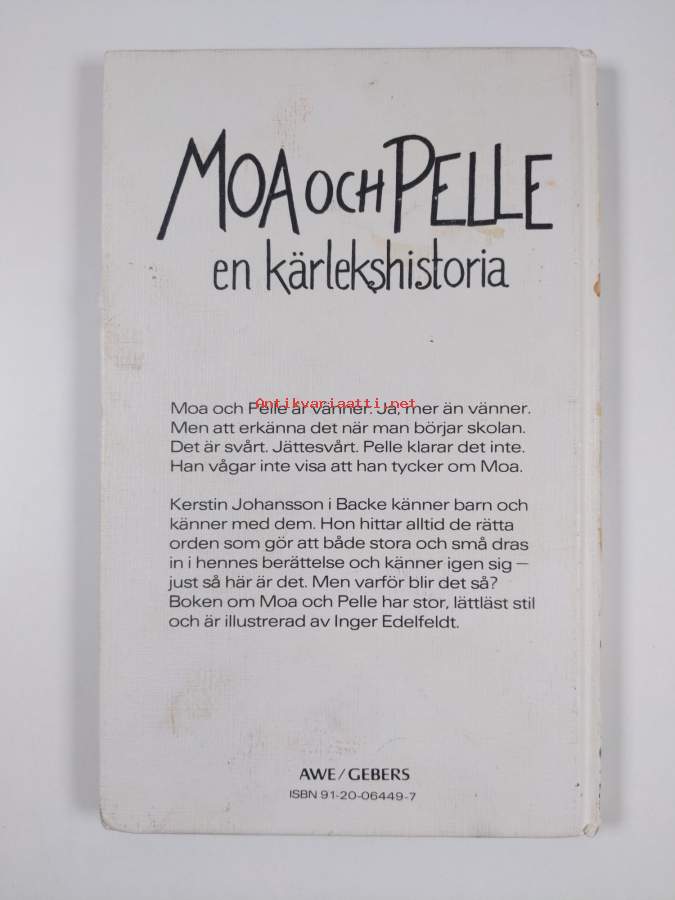 MOA OCH PELLE
en kärlekshistoria
Antikvariaatti.net
Moa och Pelle är vänner. Ja, mer än vänner.
Men att erkänna det när man börjar skolan.
Det är svårt. Jättesvårt. Pelle klarar det inte.
Han vågar inte visa att han tycker om Moa.
Kerstin Johansson i Backe känner barn och
känner med dem. Hon hittar alltid de rätta
orden som gör att både stora och små dras
in i hennes berättelse och känner igen sig –
just så här är det. Men varför blir det så?
Boken om Moa och Pelle har stor, lättläst stil
och är illustrerad av Inger Edelfeldt.
AWE/GEBERS
ISBN 91-20-06449-7